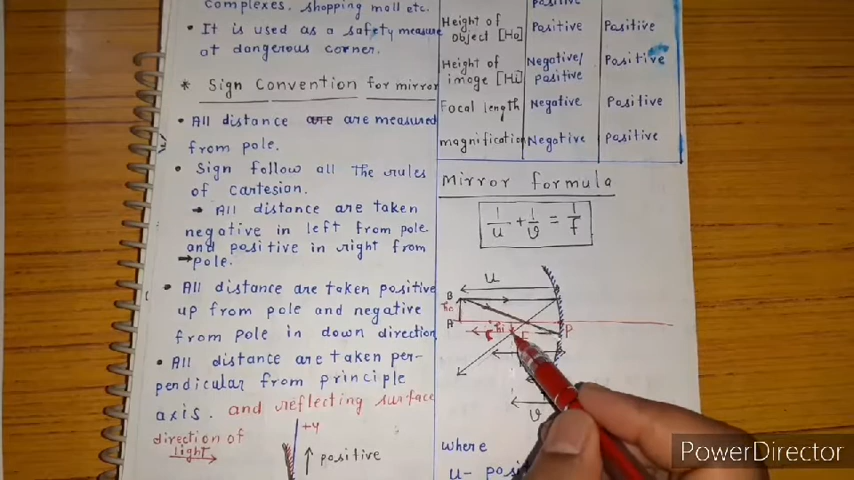 complexes, shopping mall etc.
• It is used as a safety measure
at dangerous corner.
* Sign Convention for mirror
• All distance are are measured
from pole.
• Sign follow all the rules
of cartesion.
→ All distance are taken
negative in left from pole
and positive in right from
→pole.
• All distance are taken positive
up from pole and negative
from pole in down direction
• All distance are taken per-
pendicular from principle
axis. and reflecting surface
direction of
light
+y
↑ positive
positive
Height of
object [Ho] Positive Positive
Height of
image [Hi] Negative/
positive Positive
Focal length Negative Positive
magnification Negative Positive
Mirror formula
1/u + 1/v = 1/f
u
B
ho
A
hi
F
P
v
where
u- posi
PowerDirector